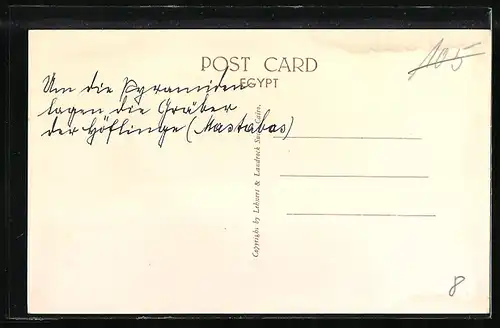 POST CARD
EGYPT
105
Um die Pyramiden
lagen die Gräber
der Höflinge (Mastabas)
Copyright by Lehnert & Landrock Succ. Cairo.
8